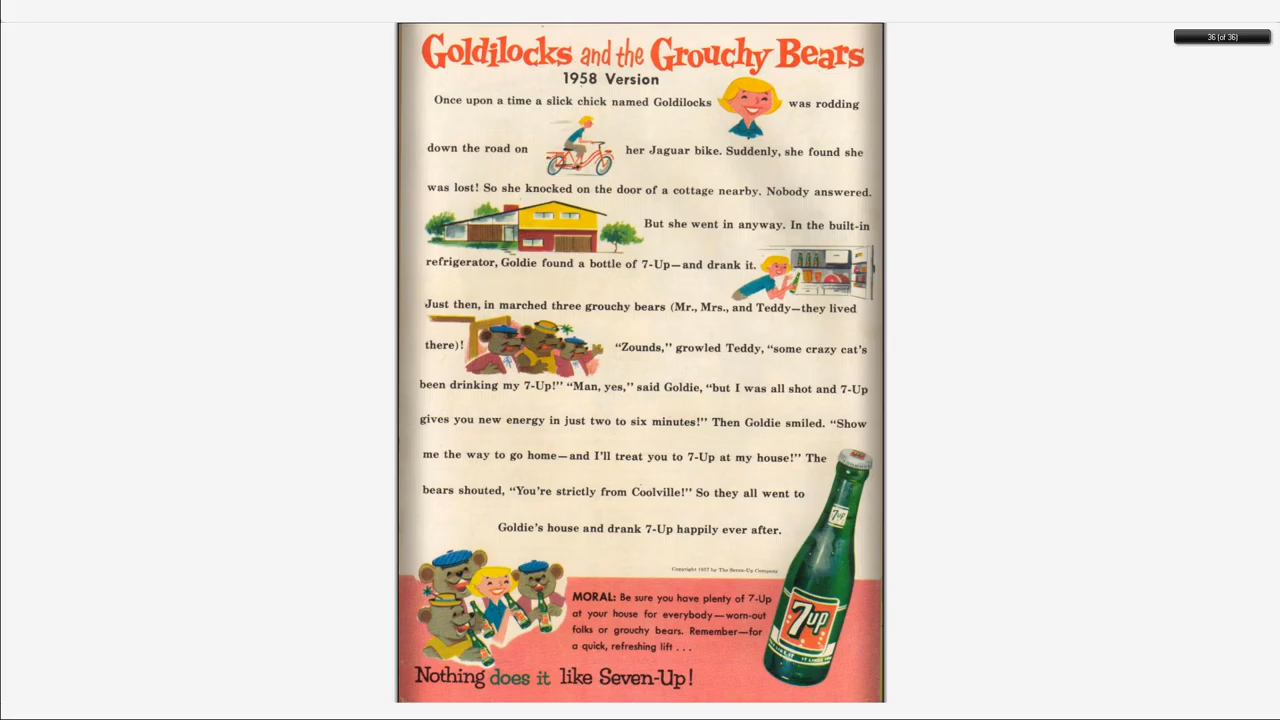 36 (of 36)
Goldilocks and the Grouchy Bears
1958 Version
Once upon a time a slick chick named Goldilocks was rodding
down the road on her Jaguar bike. Suddenly, she found she
was lost! So she knocked on the door of a cottage nearby. Nobody answered.
But she went in anyway. In the built-in
refrigerator, Goldie found a bottle of 7-Up—and drank it.
Just then, in marched three grouchy bears (Mr., Mrs., and Teddy—they lived
there)! “Zounds,” growled Teddy, “some crazy cat’s
been drinking my 7-Up!” “Man, yes,” said Goldie, “but I was all shot and 7-Up
gives you new energy in just two to six minutes!” Then Goldie smiled. “Show
me the way to go home—and I’ll treat you to 7-Up at my house!” The
bears shouted, “You’re strictly from Coolville!” So they all went to
Goldie’s house and drank 7-Up happily ever after.
Copyright 1957 by The Seven-Up Company
7up
MORAL: Be sure you have plenty of 7-Up
at your house for everybody—worn-out
folks or grouchy bears. Remember—for
a quick, refreshing lift . . .
7up
Nothing does it like Seven-Up!